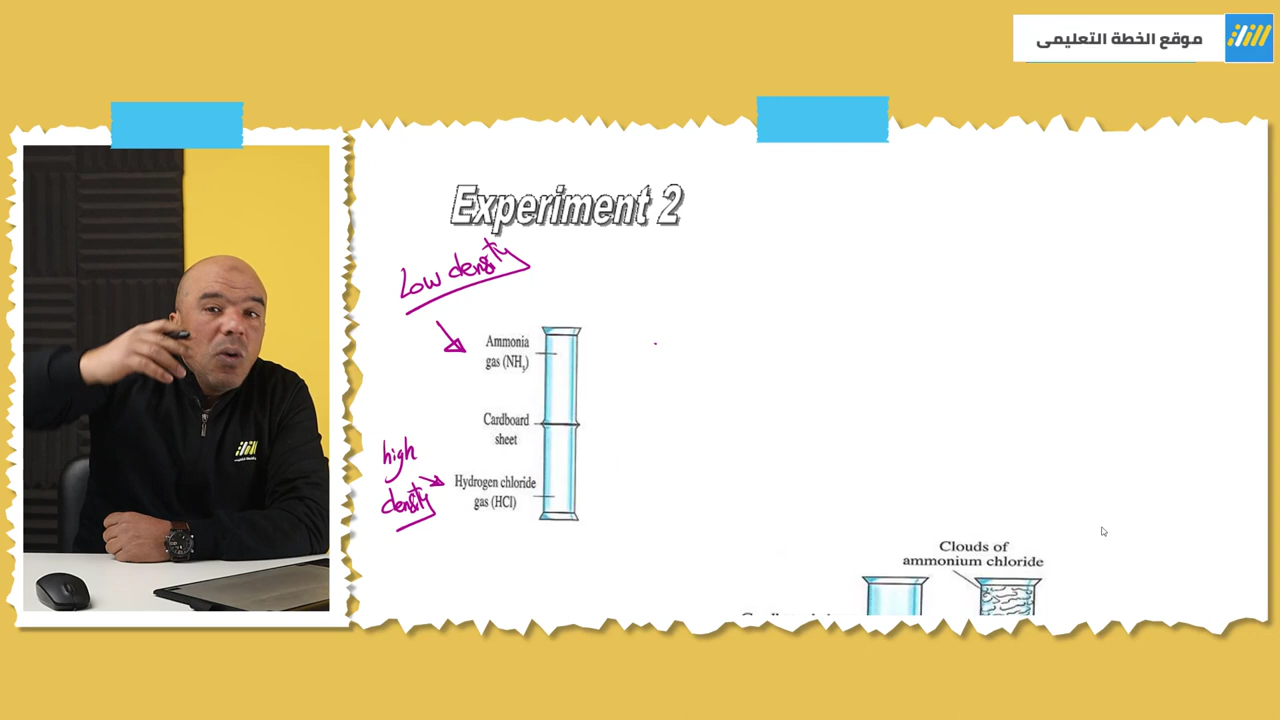 موقع الخطة التعليمى
Experiment 2
Low density
Ammonia
gas (NH3)
Cardboard
sheet
high
density
Hydrogen chloride
gas (HCl)
Clouds of
ammonium chloride